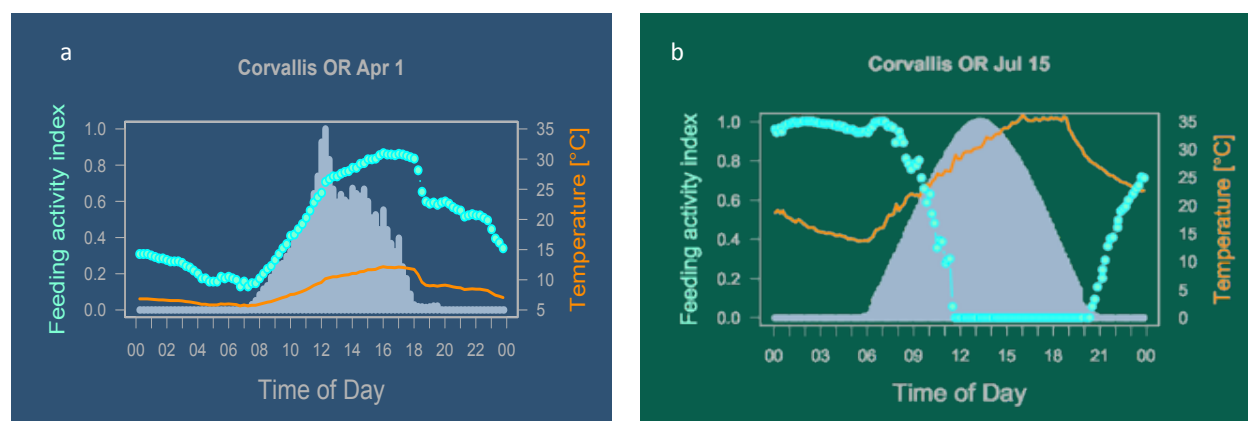 a
Corvallis OR Apr 1
Feeding activity index
1.0
0.8
0.6
0.4
0.2
0.0
35
30
25
20
15
10
5
Temperature [°C]
00 02 04 06 08 10 12 14 16 18 20 22 00
Time of Day
b
Corvallis OR Jul 15
Feeding activity index
1.0
0.8
0.6
0.4
0.2
0.0
35
30
25
20
15
10
5
0
Temperature [°C]
00 03 06 09 12 15 18 21 00
Time of Day